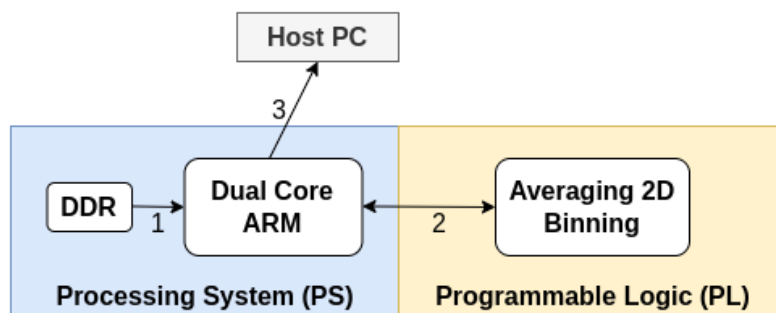 Host PC
3
DDR
1
Dual Core
ARM
2
Averaging 2D
Binning
Processing System (PS)
Programmable Logic (PL)